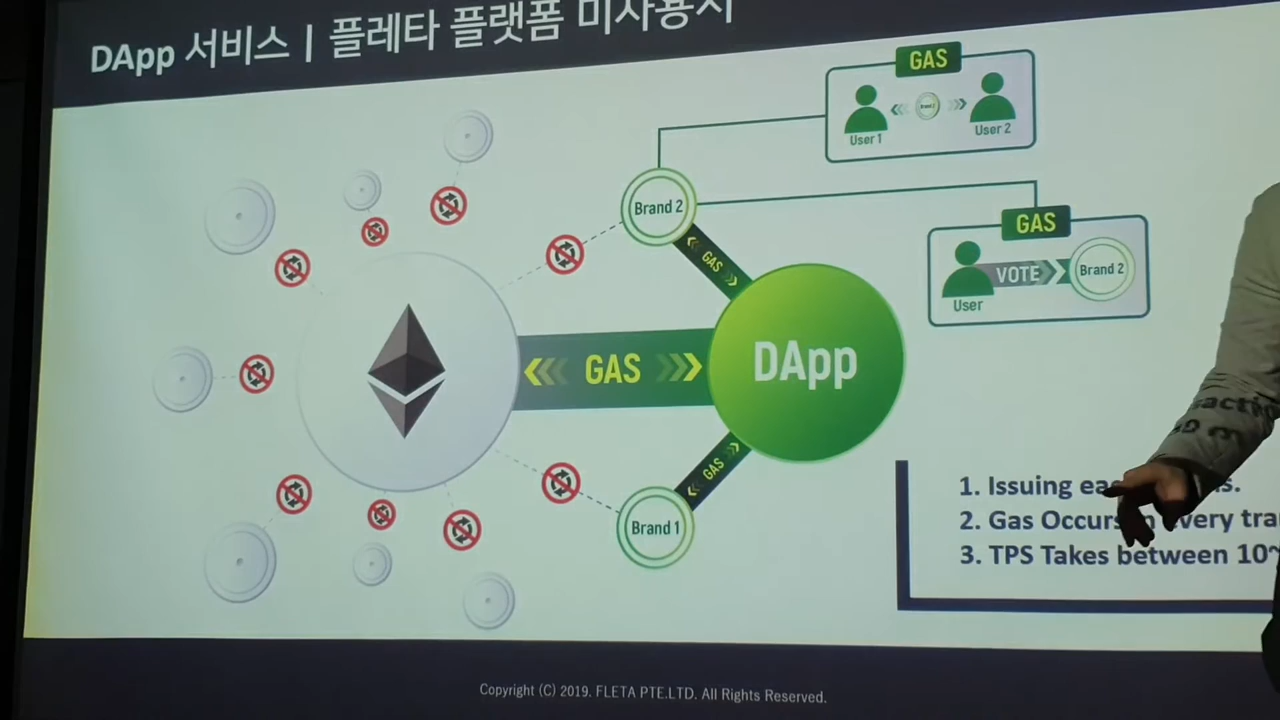 DApp 서비스 | 플레타 플랫폼 미사용시
GAS
User 1
User 2
Brand 2
GAS
VOTE
Brand 2
User
GAS
GAS
DApp
GAS
Brand 1
1. Issuing
2. Gas Occurs every
3. TPS Takes between 10~
Copyright (C) 2019. FLETA PTE.LTD. All Rights Reserved.